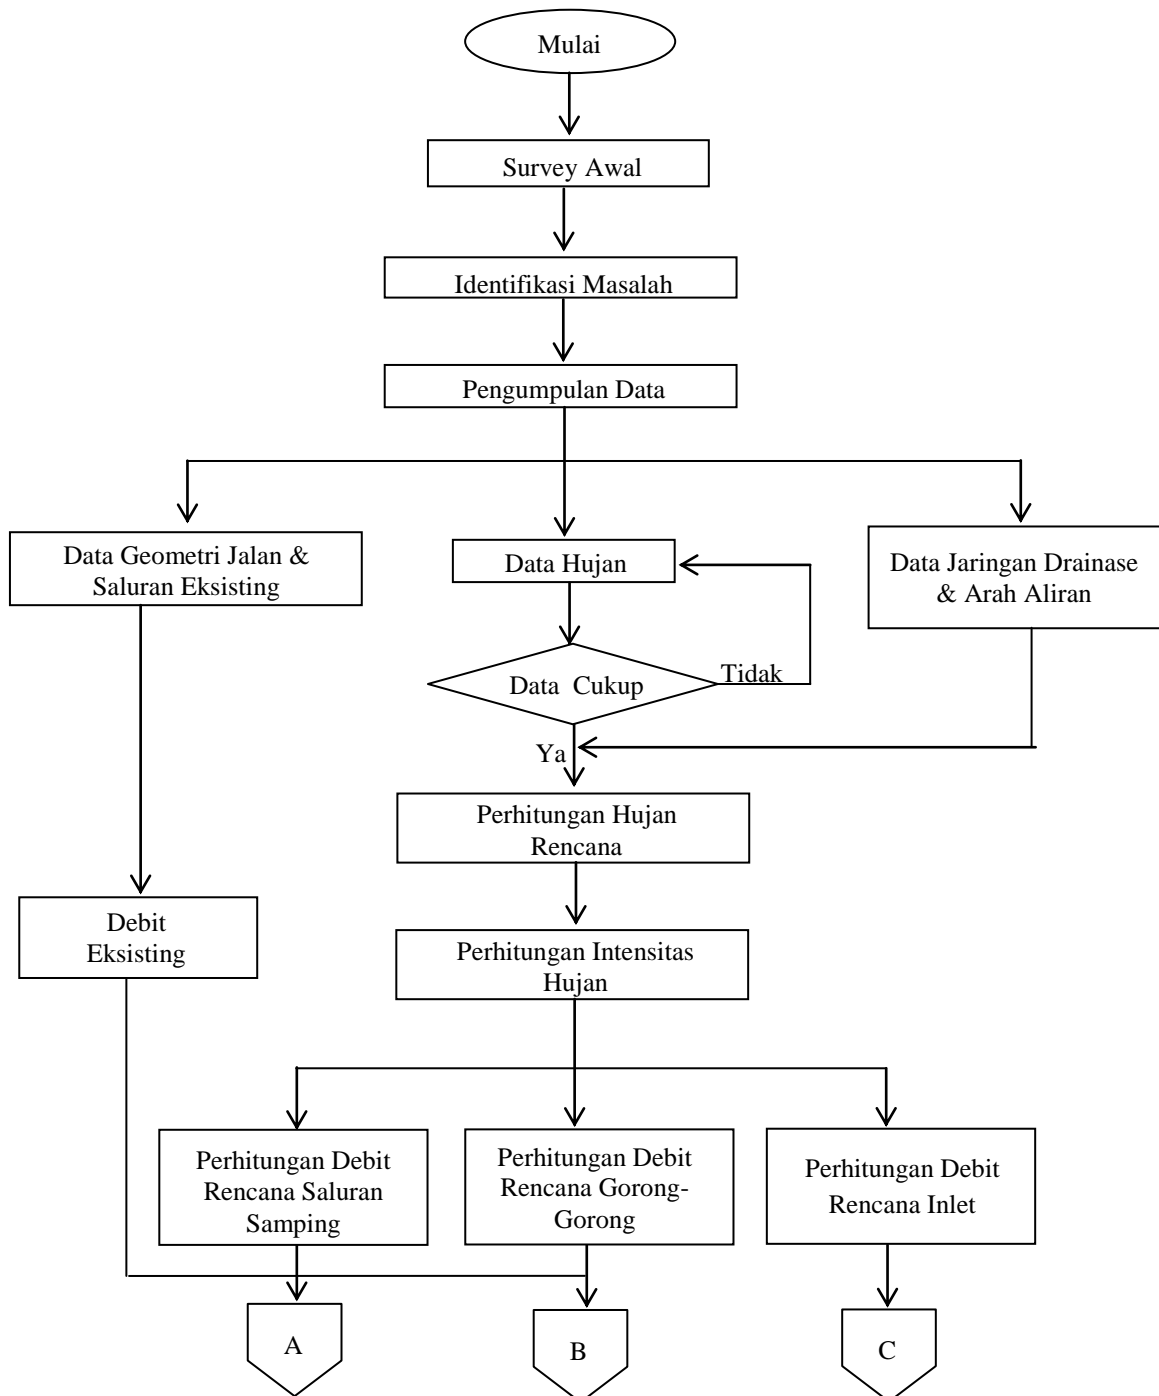 Mulai
Survey Awal
Identifikasi Masalah
Pengumpulan Data
Data Geometri Jalan &
Saluran Eksisting
Data Hujan
Data Jaringan Drainase
& Arah Aliran
Data Cukup
Tidak
Ya
Perhitungan Hujan
Rencana
Debit
Eksisting
Perhitungan Intensitas
Hujan
Perhitungan Debit
Rencana Saluran
Samping
Perhitungan Debit
Rencana Gorong-
Gorong
Perhitungan Debit
Rencana Inlet
A
B
C